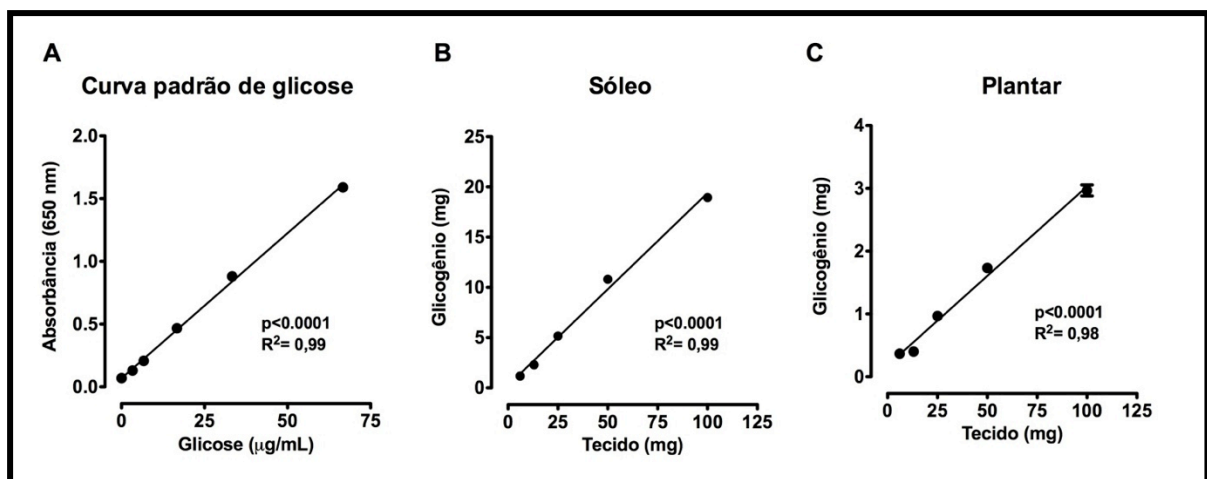 A
Curva padrão de glicose
Absorbância (650 nm)
2.0
1.5
1.0
0.5
0.0
p<0.0001
R²= 0,99
0 25 50 75
Glicose (µg/mL)
B
Sóleo
Glicogênio (mg)
25
20
15
10
5
0
p<0.0001
R²= 0,99
0 25 50 75 100 125
Tecido (mg)
C
Plantar
Glicogênio (mg)
4
3
2
1
0
p<0.0001
R²= 0,98
0 25 50 75 100 125
Tecido (mg)